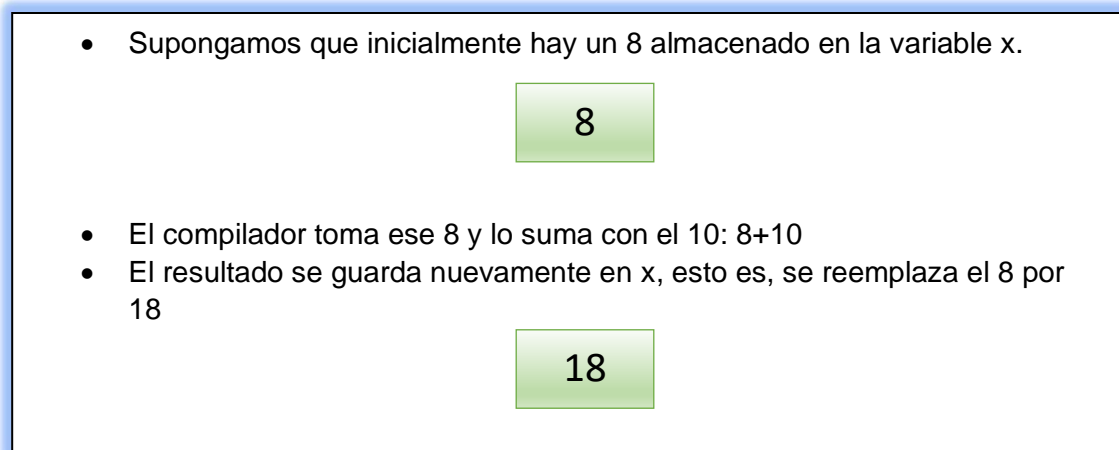 • Supongamos que inicialmente hay un 8 almacenado en la variable x.
8
• El compilador toma ese 8 y lo suma con el 10: 8+10
• El resultado se guarda nuevamente en x, esto es, se reemplaza el 8 por
18
18